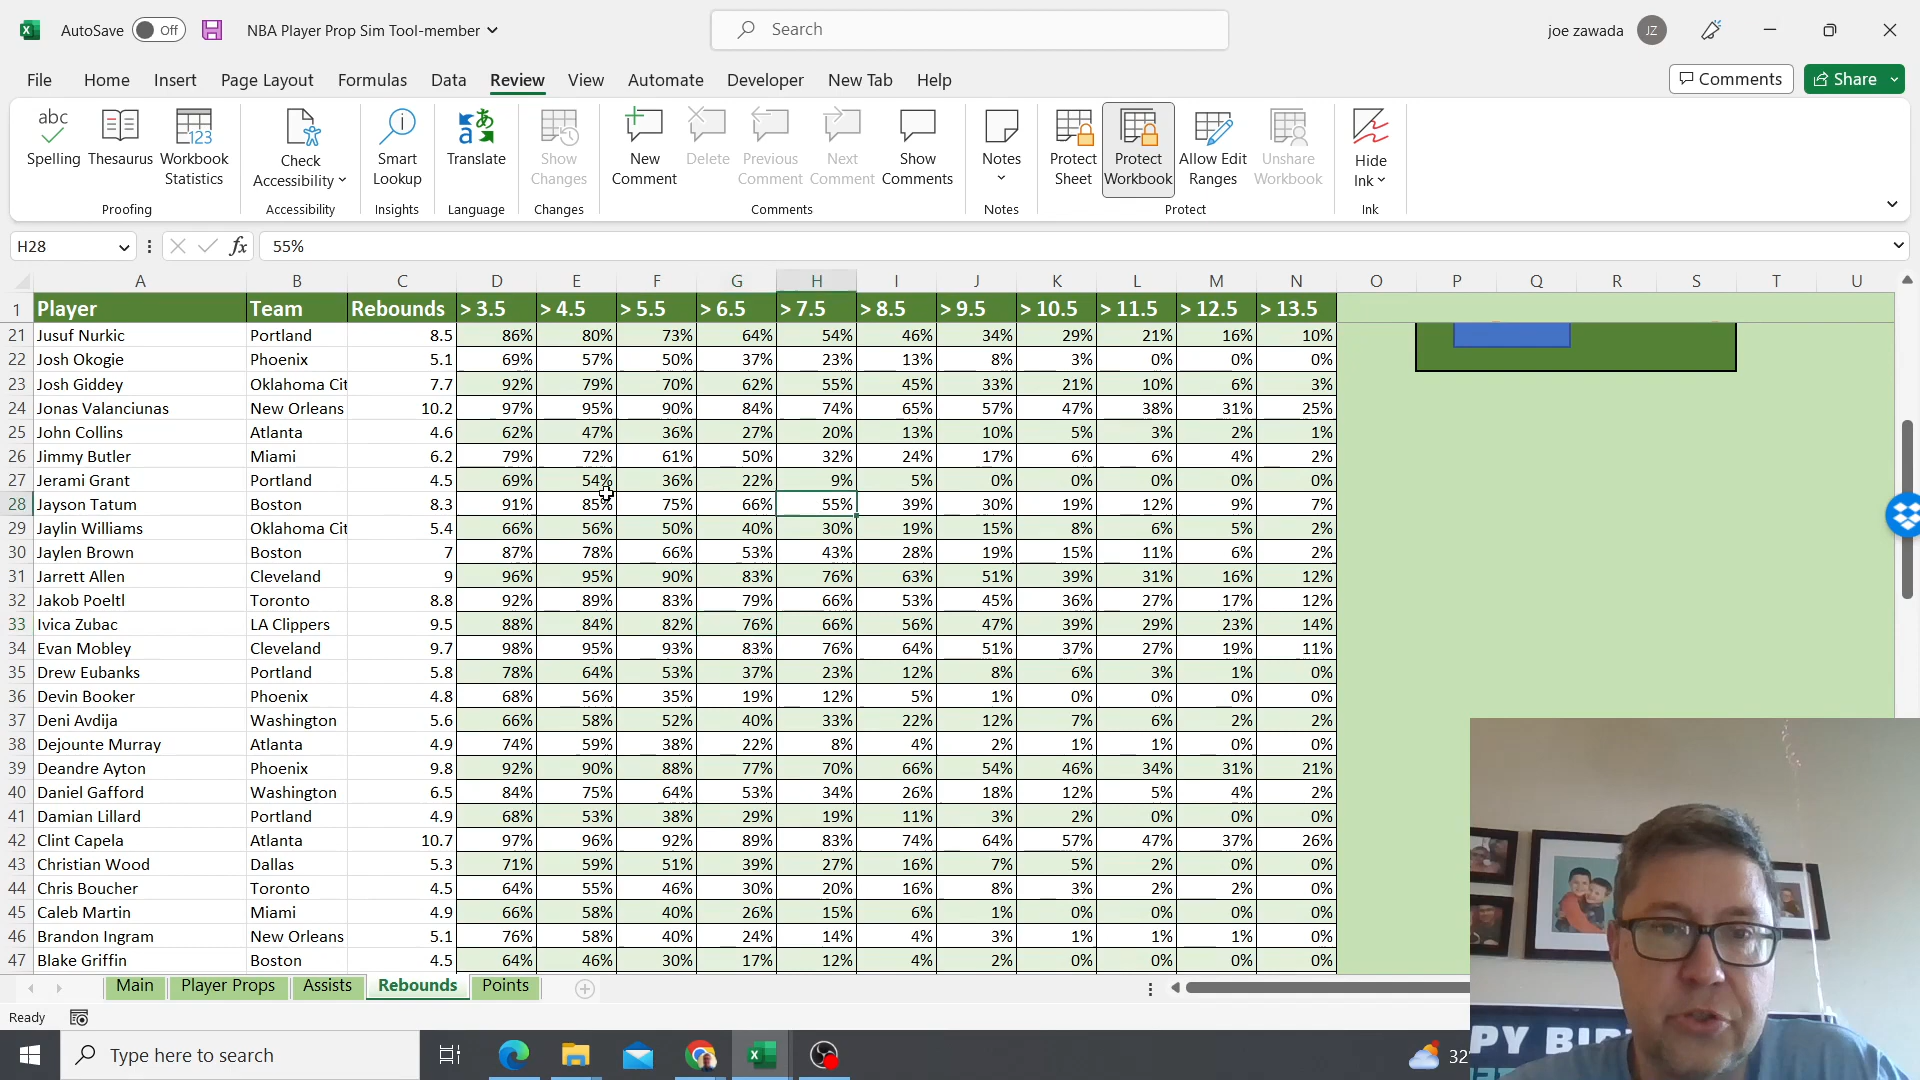 AutoSave Off NBA Player Prop Sim Tool-member Search joe zawada JZ
File Home Insert Page Layout Formulas Data Review View Automate Developer New Tab Help Comments Share
Spelling Thesaurus Workbook Statistics Check Accessibility Smart Lookup Translate Show Changes New Comment Delete Previous Comment Next Comment Show Comments Notes Protect Sheet Protect Workbook Allow Edit Ranges Unshare Workbook Hide Ink
Proofing Accessibility Insights Language Changes Comments Notes Protect Ink
H28 fx 55%
A B C D E F G H I J K L M N O P Q R S T U
1 Player Team Rebounds > 3.5 > 4.5 > 5.5 > 6.5 > 7.5 > 8.5 > 9.5 > 10.5 > 11.5 > 12.5 > 13.5
21 Jusuf Nurkic Portland 8.5 86% 80% 73% 64% 54% 46% 34% 29% 21% 16% 10%
22 Josh Okogie Phoenix 5.1 69% 57% 50% 37% 23% 13% 8% 3% 0% 0% 0%
23 Josh Giddey Oklahoma Cit 7.7 92% 79% 70% 62% 55% 45% 33% 21% 10% 6% 3%
24 Jonas Valanciunas New Orleans 10.2 97% 95% 90% 84% 74% 65% 57% 47% 38% 31% 25%
25 John Collins Atlanta 4.6 62% 47% 36% 27% 20% 13% 10% 5% 3% 2% 1%
26 Jimmy Butler Miami 6.2 79% 72% 61% 50% 32% 24% 17% 6% 6% 4% 2%
27 Jerami Grant Portland 4.5 69% 54% 36% 22% 9% 5% 0% 0% 0% 0% 0%
28 Jayson Tatum Boston 8.3 91% 85% 75% 66% 55% 39% 30% 19% 12% 9% 7%
29 Jaylin Williams Oklahoma Cit 5.4 66% 56% 50% 40% 30% 19% 15% 8% 6% 5% 2%
30 Jaylen Brown Boston 7 87% 78% 66% 53% 43% 28% 19% 15% 11% 6% 2%
31 Jarrett Allen Cleveland 9 96% 95% 90% 83% 76% 63% 51% 39% 31% 16% 12%
32 Jakob Poeltl Toronto 8.8 92% 89% 83% 79% 66% 53% 45% 36% 27% 17% 12%
33 Ivica Zubac LA Clippers 9.5 88% 84% 82% 76% 66% 56% 47% 39% 29% 23% 14%
34 Evan Mobley Cleveland 9.7 98% 95% 93% 83% 76% 64% 51% 37% 27% 19% 11%
35 Drew Eubanks Portland 5.8 78% 64% 53% 37% 23% 12% 8% 6% 3% 1% 0%
36 Devin Booker Phoenix 4.8 68% 56% 35% 19% 12% 5% 1% 0% 0% 0% 0%
37 Deni Avdija Washington 5.6 66% 58% 52% 40% 33% 22% 12% 7% 6% 2% 2%
38 Dejounte Murray Atlanta 4.9 74% 59% 38% 22% 8% 4% 2% 1% 1% 0% 0%
39 Deandre Ayton Phoenix 9.8 92% 90% 88% 77% 70% 66% 54% 46% 34% 31% 21%
40 Daniel Gafford Washington 6.5 84% 75% 64% 53% 34% 26% 18% 12% 5% 4% 2%
41 Damian Lillard Portland 4.9 68% 53% 38% 29% 19% 11% 3% 2% 0% 0% 0%
42 Clint Capela Atlanta 10.7 97% 96% 92% 89% 83% 74% 64% 57% 47% 37% 26%
43 Christian Wood Dallas 5.3 71% 59% 51% 39% 27% 16% 7% 5% 2% 0% 0%
44 Chris Boucher Toronto 4.5 64% 55% 46% 30% 20% 16% 8% 3% 2% 2% 0%
45 Caleb Martin Miami 4.9 66% 58% 40% 26% 15% 6% 1% 0% 0% 0% 0%
46 Brandon Ingram New Orleans 5.1 76% 58% 40% 24% 14% 4% 3% 1% 1% 1% 0%
47 Blake Griffin Boston 4.5 64% 46% 30% 17% 12% 4% 2% 0% 0% 0% 0%
Main Player Props Assists Rebounds Points
Ready
Type here to search 32°